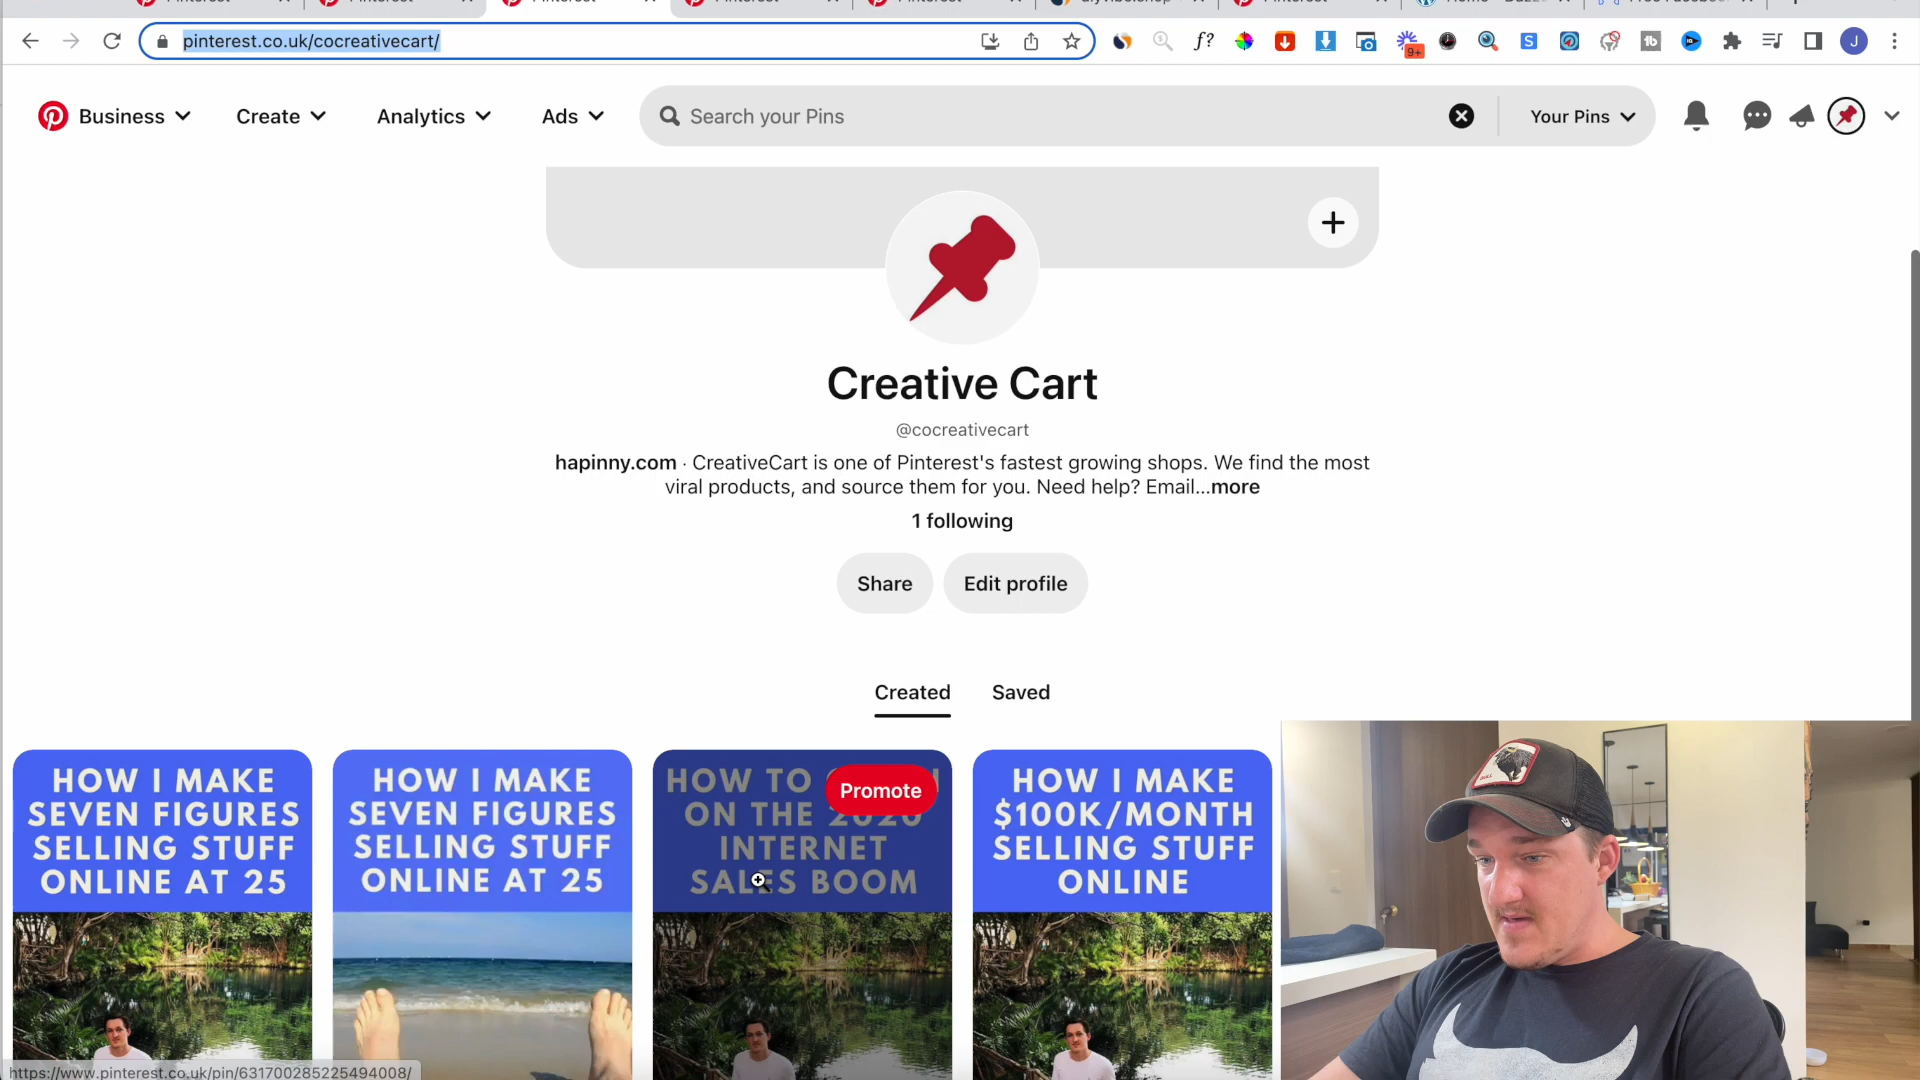 pinterest.co.uk/cocreativecart/
f?
9+
S
tb
J
Business
Create
Analytics
Ads
Search your Pins
Your Pins
Creative Cart
@cocreativecart
hapinny.com · CreativeCart is one of Pinterest's fastest growing shops. We find the most
viral products, and source them for you. Need help? Email...more
1 following
Share
Edit profile
Created
Saved
HOW I MAKE
SEVEN FIGURES
SELLING STUFF
ONLINE AT 25
HOW I MAKE
SEVEN FIGURES
SELLING STUFF
ONLINE AT 25
HOW TO
Promote
ON THE 2020
INTERNET
SALES BOOM
HOW I MAKE
$100K/MONTH
SELLING STUFF
ONLINE
https://www.pinterest.co.uk/pin/631700285225494008/